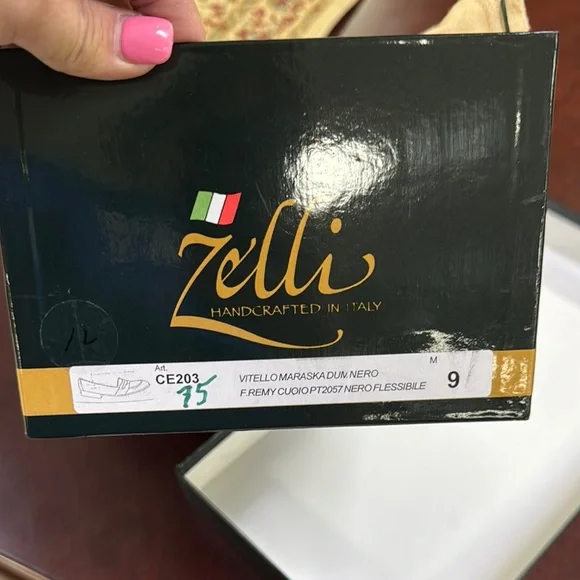 Zelli
HANDCRAFTED IN ITALY
12
Art.
CE203
75
VITELLO MARASKA DUM NERO
F.REMY CUOIO PT2057 NERO FLESSIBILE
M
9